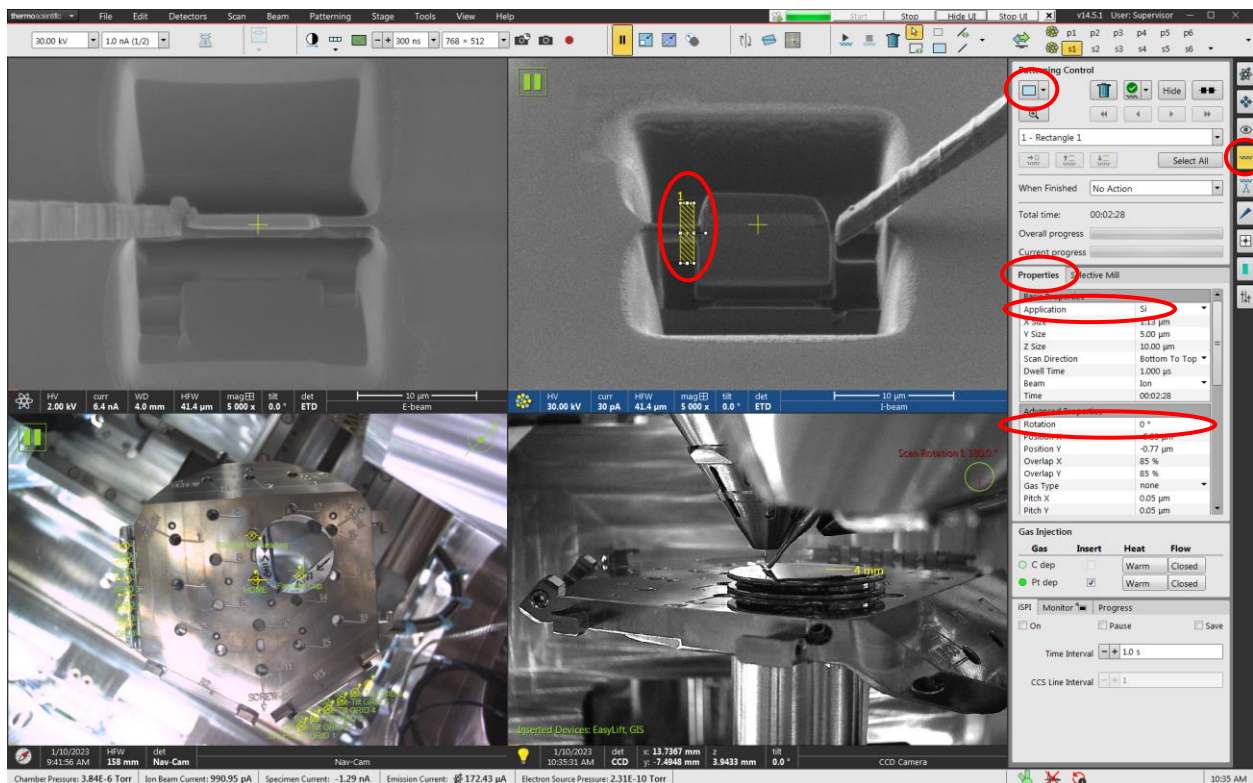 thermoscientific File Edit Detectors Scan Beam Patterning Stage Tools View Help Start Stop Hide UI Stop UI X v14.5.1 User: Supervisor
30.00 kV 1.0 nA (1/2) 300 ns 768 × 512 p1 p2 p3 p4 p5 p6
s1 s2 s3 s4 s5 s6
Patterning Control
Hide
1 - Rectangle 1
Select All
When Finished No Action
Total time: 00:02:28
Overall progress
Current progress
Properties Selective Mill
Basic Properties
Application Si
X Size 1.13 µm
Y Size 5.00 µm
Z Size 10.00 µm
Scan Direction Bottom To Top
Dwell Time 1.000 µs
Beam Ion
Time 00:02:28
Advanced Properties
Rotation 0 °
Position X
Position Y -0.77 µm
Overlap X 85 %
Overlap Y 85 %
Gas Type none
Pitch X 0.05 µm
Pitch Y 0.05 µm
Gas Injection
Gas Insert Heat Flow
C dep Warm Closed
Pt dep Warm Closed
iSPI Monitor Progress
On Pause Save
Time Interval 1.0 s
CCS Line Interval 1
1
HV curr WD HFW mag tilt det 10 µm
2.00 kV 6.4 nA 4.0 mm 41.4 µm 5 000 x 0.0 ° ETD E-beam
HV curr HFW mag tilt det 10 µm
30.00 kV 30 pA 41.4 µm 5 000 x 0.0 ° ETD I-beam
HOME
SCREW
Scan Rotation I: 180.0 °
4 mm
Inserted Devices: EasyLift, GIS
1/10/2023 HFW det
9:41:56 AM 158 mm Nav-Cam Nav-Cam
1/10/2023 det x: 13.7367 mm z tilt
10:35:31 AM CCD y: -7.4948 mm 3.9433 mm 0.0 ° CCD Camera
Chamber Pressure: 3.84E-6 Torr Ion Beam Current: 990.95 pA Specimen Current: -1.29 nA Emission Current: 172.43 µA Electron Source Pressure: 2.31E-10 Torr 10:35 AM